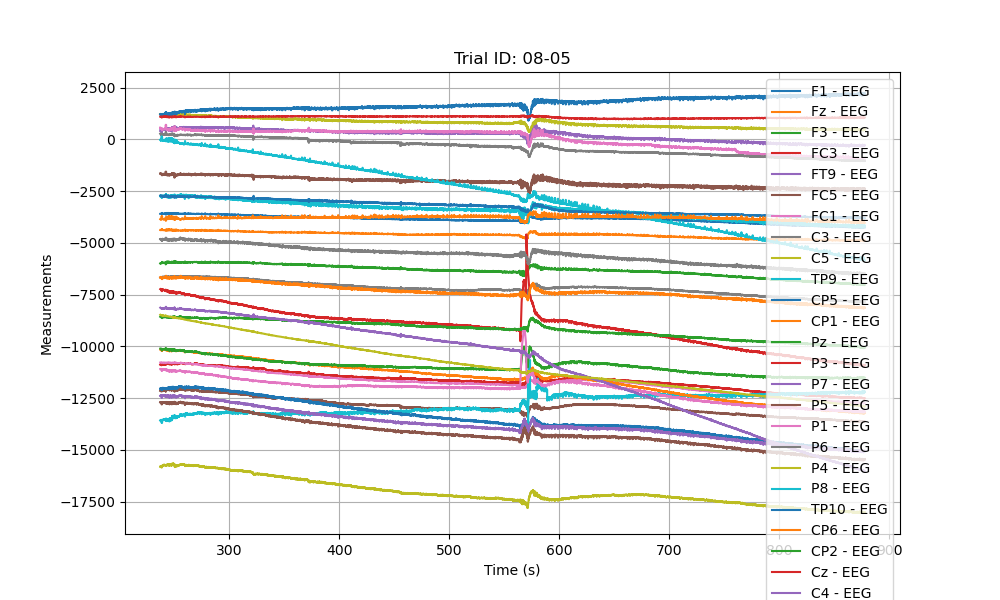 Trial ID: 08-05
2500
0
−2500
−5000
−7500
−10000
−12500
−15000
−17500
Measurements
300
400
500
600
700
800
900
Time (s)
F1 - EEG
Fz - EEG
F3 - EEG
FC3 - EEG
FT9 - EEG
FC5 - EEG
FC1 - EEG
C3 - EEG
C5 - EEG
TP9 - EEG
CP5 - EEG
CP1 - EEG
Pz - EEG
P3 - EEG
P7 - EEG
P5 - EEG
P1 - EEG
P6 - EEG
P4 - EEG
P8 - EEG
TP10 - EEG
CP6 - EEG
CP2 - EEG
Cz - EEG
C4 - EEG